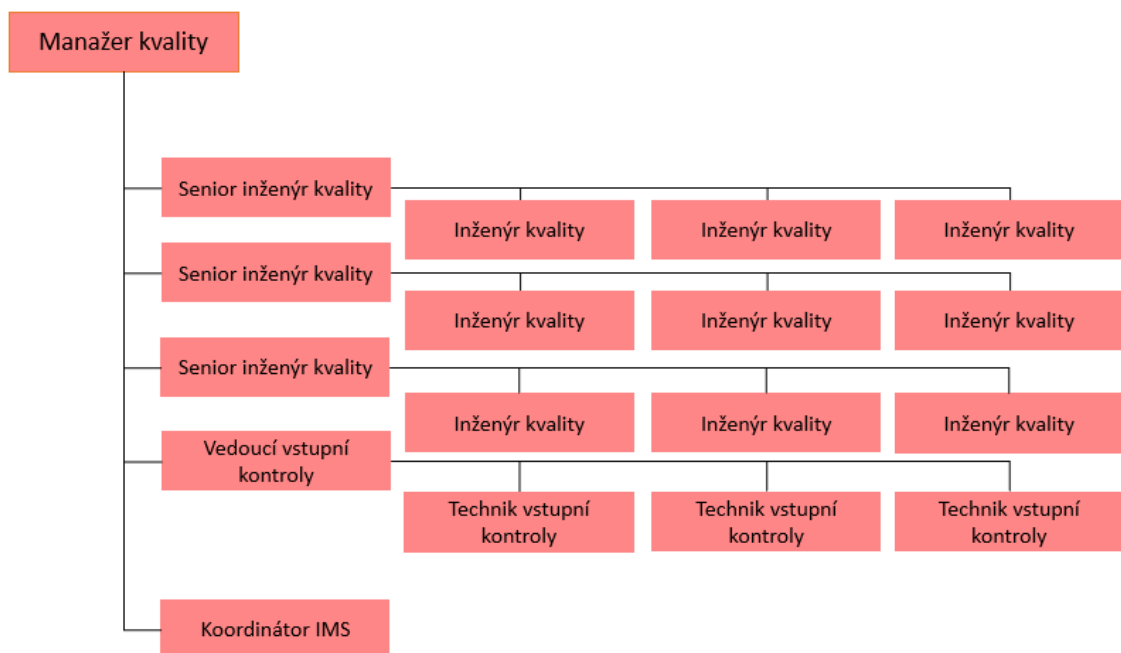 Manažer kvality
Senior inženýr kvality
Inženýr kvality
Inženýr kvality
Inženýr kvality
Senior inženýr kvality
Inženýr kvality
Inženýr kvality
Inženýr kvality
Senior inženýr kvality
Inženýr kvality
Inženýr kvality
Inženýr kvality
Vedoucí vstupní
kontroly
Technik vstupní
kontroly
Technik vstupní
kontroly
Technik vstupní
kontroly
Koordinátor IMS